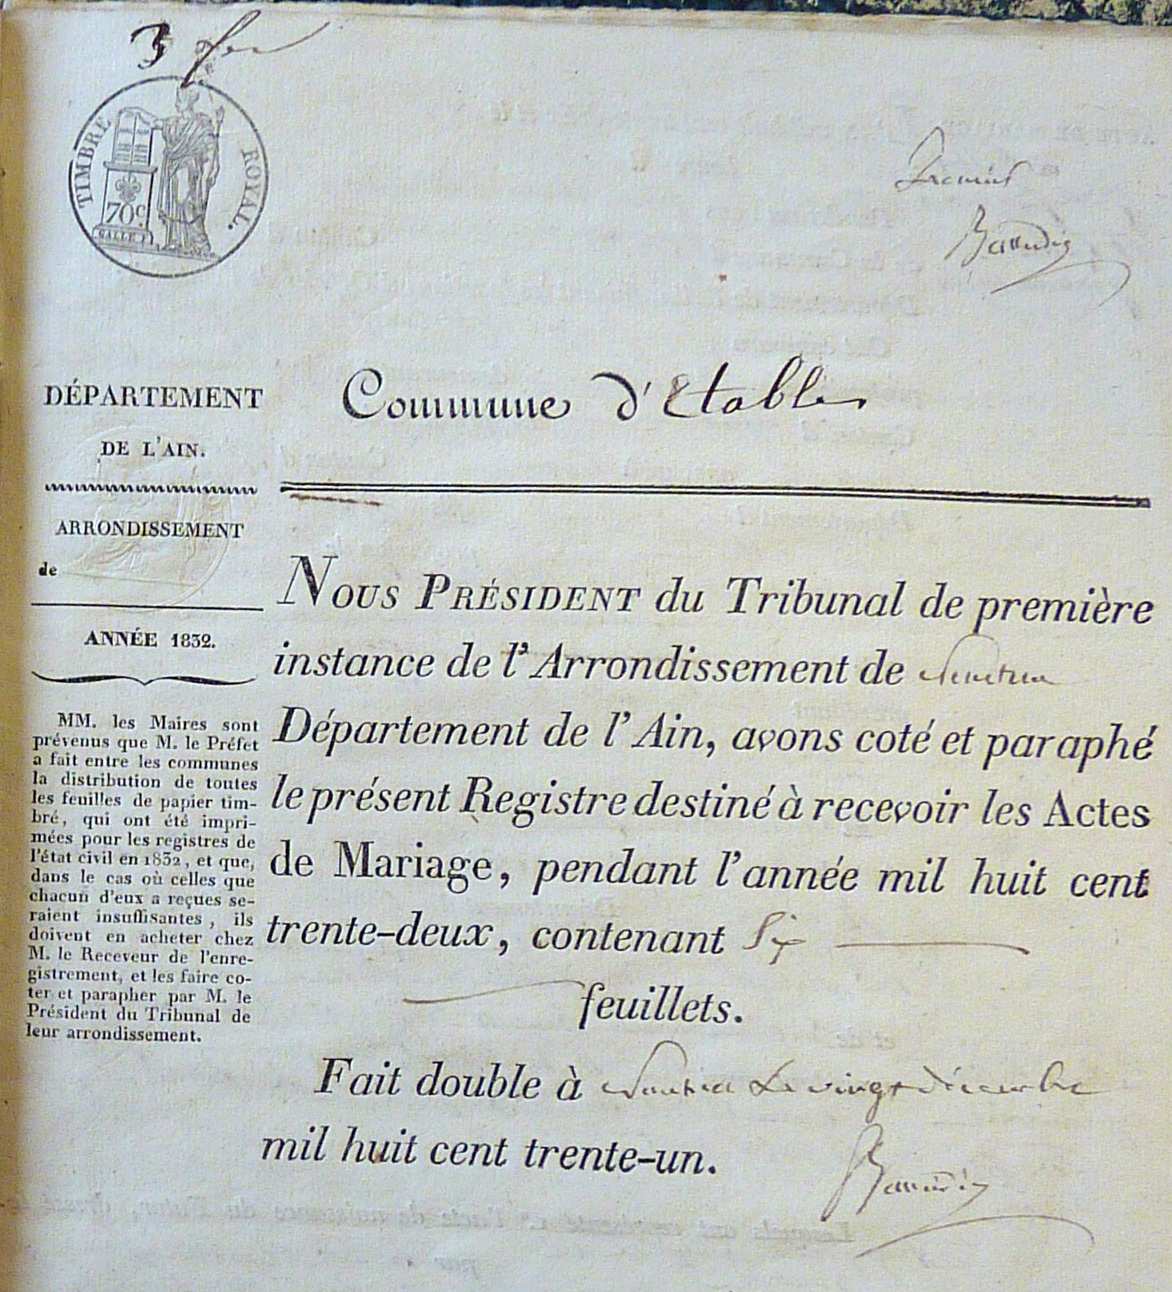 TIMBRE ROYAL.
70c
Commune d'Etables
DÉPARTEMENT
DE L'AIN.
ARRONDISSEMENT
de
ANNÉE 1832.
MM. les Maires sont
prévenus que M. le Préfet
a fait entre les communes
la distribution de toutes
les feuilles de papier tim-
bré, qui ont été impri-
mées pour les registres de
l'état civil en 1832, et que,
dans le cas où celles que
chacun d'eux a reçues se-
raient insuffisantes, ils
doivent en acheter chez
M. le Receveur de l'enre-
gistrement, et les faire co-
ter et parapher par M. le
Président du Tribunal de
leur arrondissement.
NOUS PRÉSIDENT du Tribunal de première
instance de l'Arrondissement de Nantua
Département de l'Ain, avons coté et paraphé
le présent Registre destiné à recevoir les Actes
de Mariage, pendant l'année mil huit cent
trente-deux, contenant Six
feuillets.
Fait double à Nantua Le vingt décembre
mil huit cent trente-un.